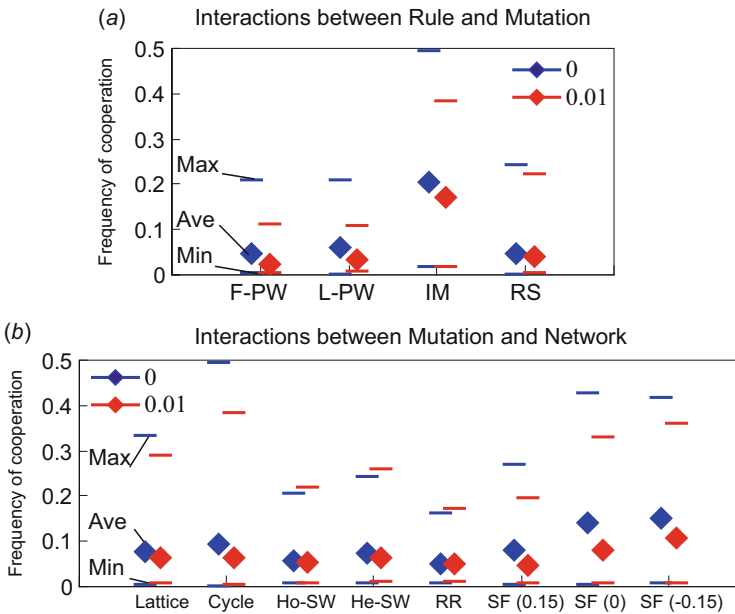 (a) Interactions between Rule and Mutation
Frequency of cooperation
0.5
0.4
0.3
0.2
0.1
0
Max
Ave
Min
0
0.01
F-PW L-PW IM RS
(b) Interactions between Mutation and Network
Frequency of cooperation
0.5
0.4
0.3
0.2
0.1
0
0
0.01
Max
Ave
Min
Lattice Cycle Ho-SW He-SW RR SF (0.15) SF (0) SF (-0.15)